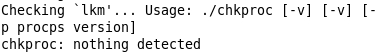 Checking `lkm'... Usage: ./chkproc [-v] [-v] [-
p procps version]
chkproc: nothing detected